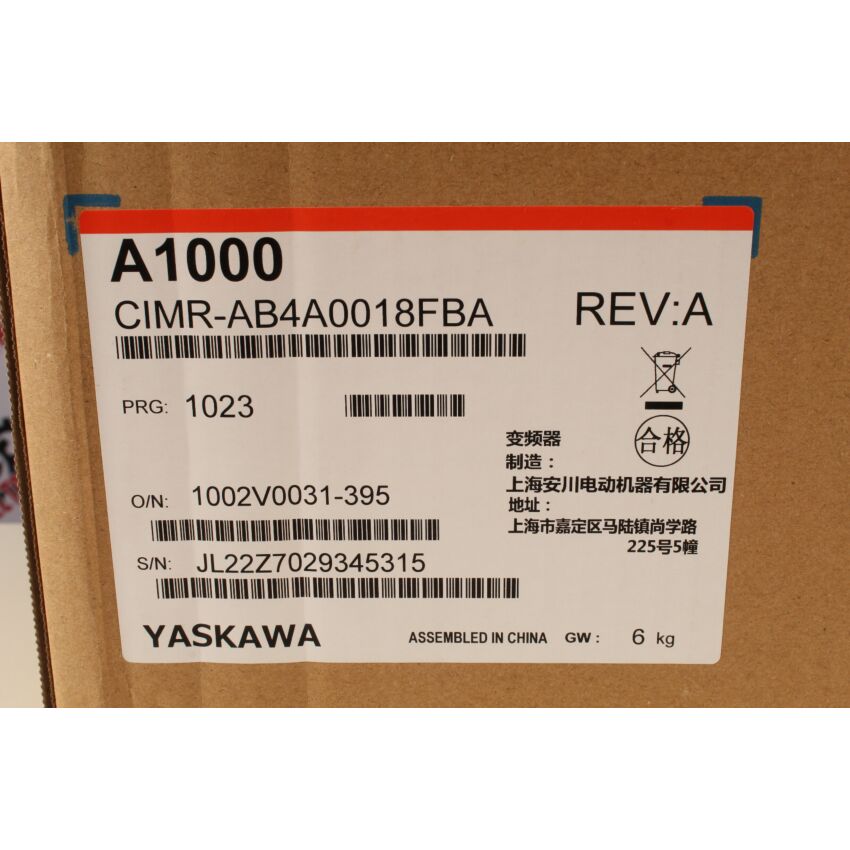 A1000
CIMR-AB4A0018FBA
REV:A
PRG: 1023
合格
变频器
制造：
上海安川电动机器有限公司
地址：
上海市嘉定区马陆镇尚学路
225号5幢
O/N: 1002V0031-395
S/N: JL22Z7029345315
YASKAWA
ASSEMBLED IN CHINA GW: 6 kg